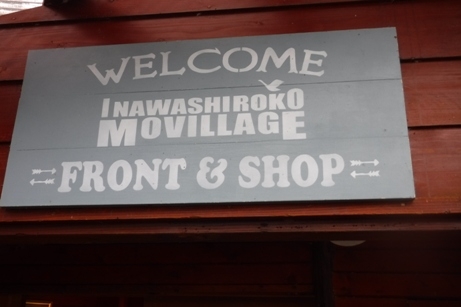 WELCOME
INAWASHIROKO
MOVILLAGE
FRONT & SHOP